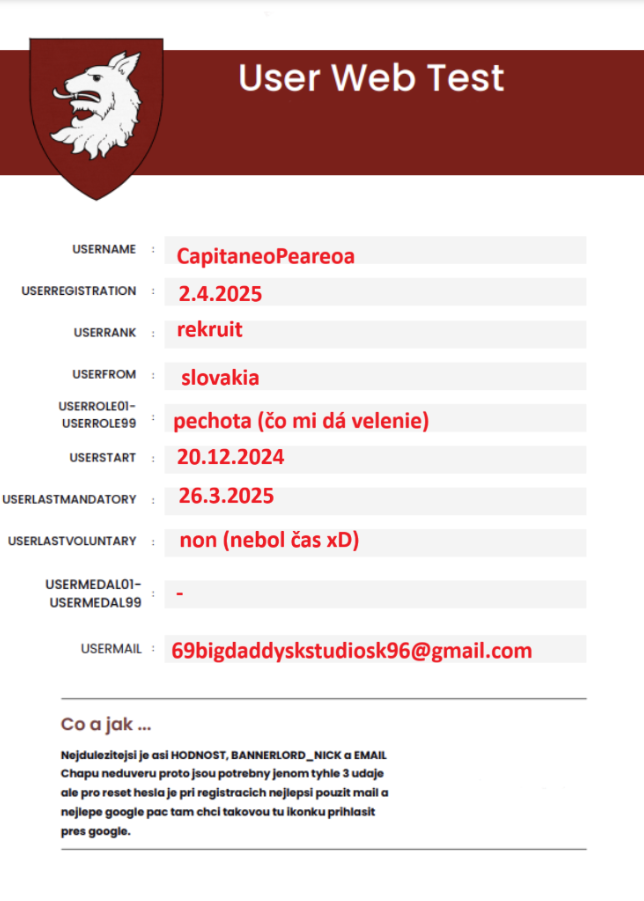 User Web Test
USERNAME : CapitaneoPeareoa
USERREGISTRATION : 2.4.2025
USERRANK : rekruit
USERFROM : slovakia
USERROLE01-
USERROLE99 : pechota (čo mi dá velenie)
USERSTART : 20.12.2024
USERLASTMANDATORY : 26.3.2025
USERLASTVOLUNTARY : non (nebol čas xD)
USERMEDAL01-
USERMEDAL99 : -
USERMAIL : 69bigdaddyskstudiosk96@gmail.com
Co a jak ...
Nejdulezitejsi je asi HODNOST, BANNERLORD_NICK a EMAIL
Chapu neduveru proto jsou potrebny jenom tyhle 3 udaje
ale pro reset hesla je pri registracich nejlepsi pouzit mail a
nejlepe google pac tam chci takovou tu ikonku prihlasit
pres google.